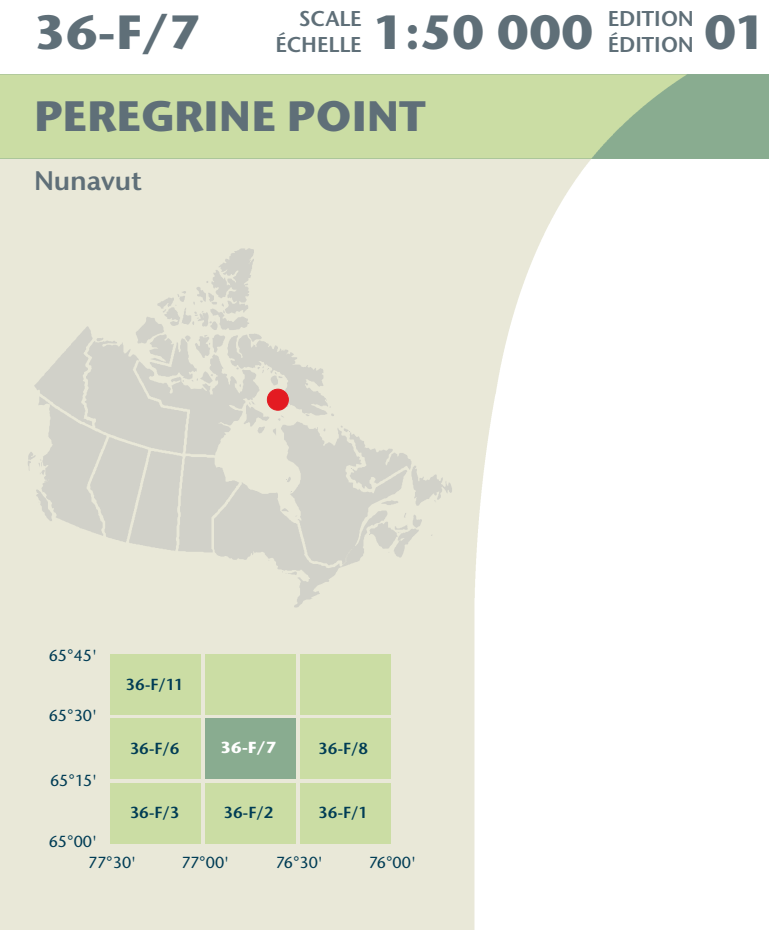 36-F/7
SCALE
ÉCHELLE
1:50 000
EDITION
ÉDITION
01
PEREGRINE POINT
Nunavut
65°45'
36-F/11
65°30'
36-F/6
36-F/7
36-F/8
65°15'
36-F/3
36-F/2
36-F/1
65°00'
77°30'
77°00'
76°30'
76°00'